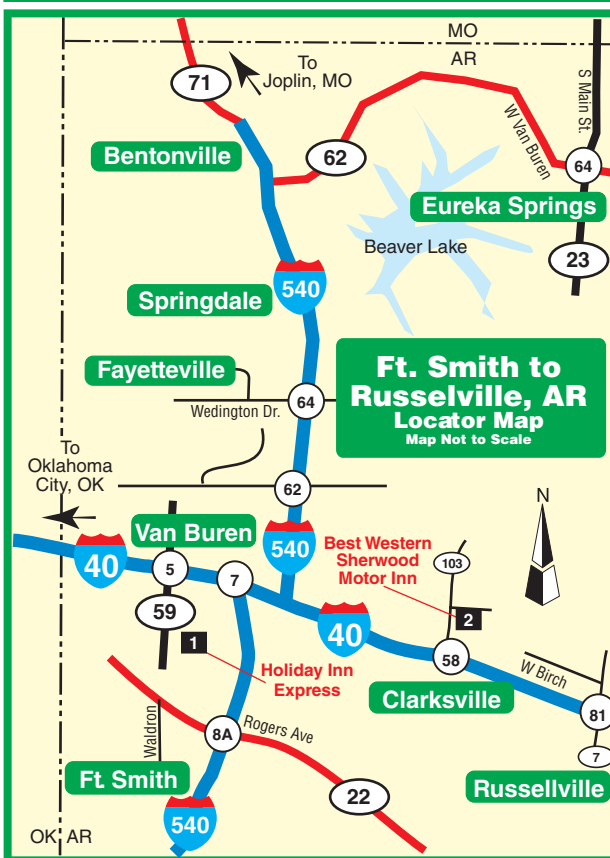 MO
AR
71
To
Joplin, MO
S Main St.
W Van Buren
62
64
Bentonville
Eureka Springs
Beaver Lake
23
540
Springdale
Ft. Smith to
Russelville, AR
Locator Map
Map Not to Scale
Fayetteville
64
Wedington Dr.
To
Oklahoma
City, OK
62
N
Van Buren
540
Best Western
Sherwood
Motor Inn
103
40
5
7
59
2
40
1
58
W Birch
Holiday Inn
Express
Clarksville
81
Waldron
8A
Rogers Ave
7
Ft. Smith
22
Russellville
540
OK
AR